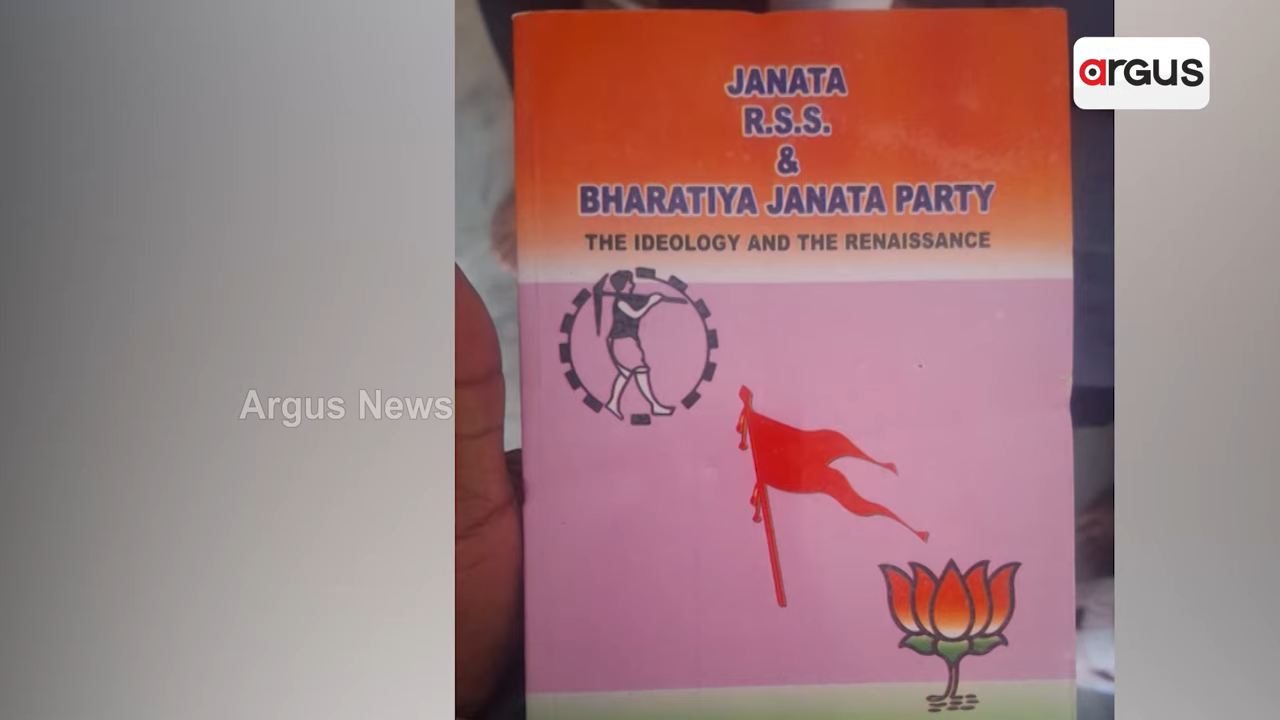 JANATA
R.S.S.
&
BHARATIYA JANATA PARTY
THE IDEOLOGY AND THE RENAISSANCE
argus
Argus News